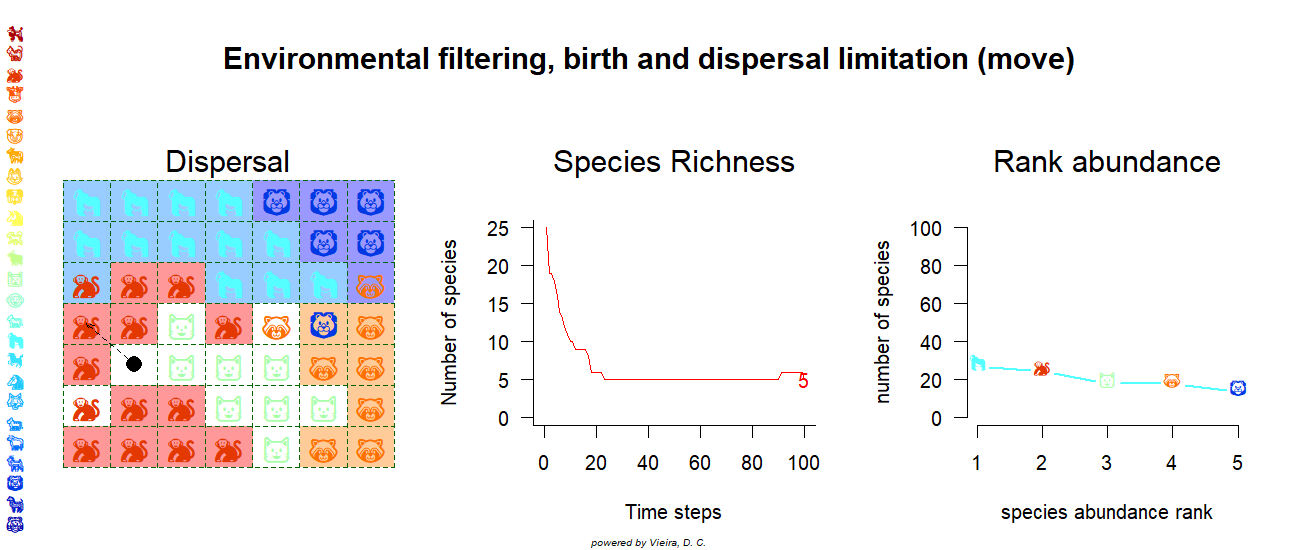 Environmental filtering, birth and dispersal limitation (move)
Dispersal
Species Richness
Number of species
25
20
15
10
5
0
5
0 20 40 60 80 100
Time steps
Rank abundance
number of species
100
80
60
40
20
0
1 2 3 4 5
species abundance rank
powered by Vieira, D. C.